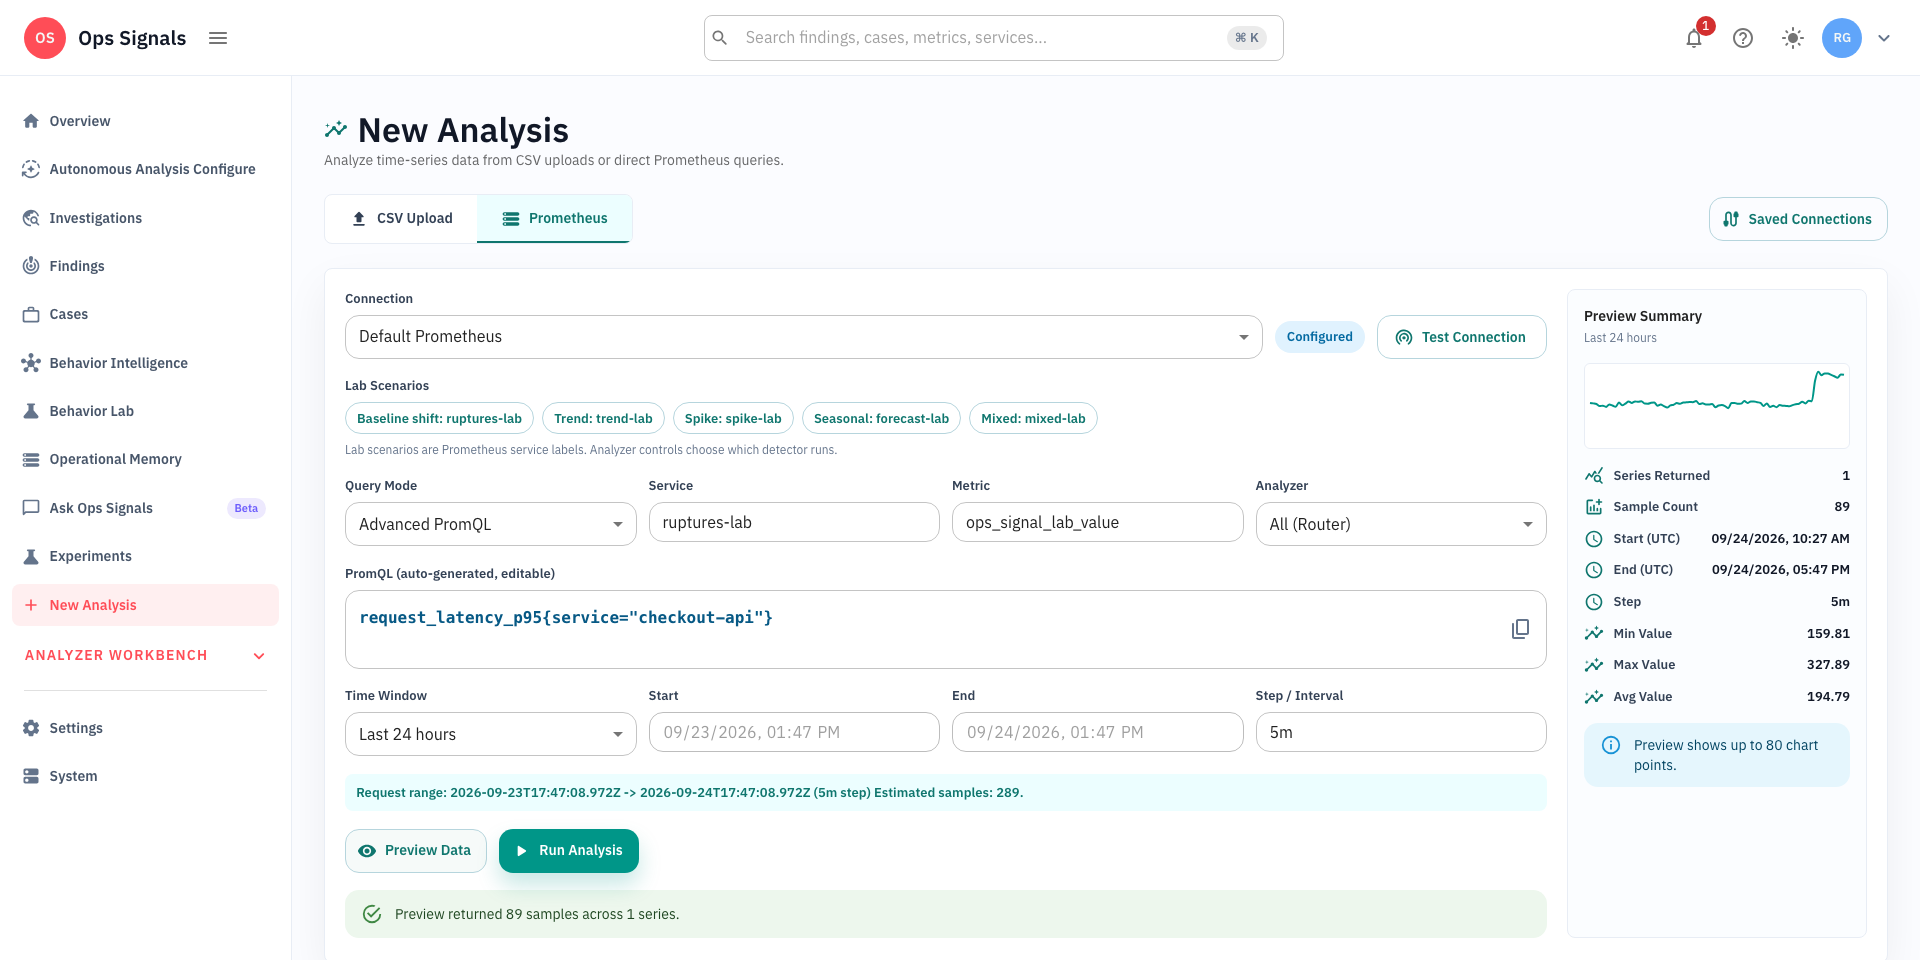 OS
Ops Signals
Search findings, cases, metrics, services...
⌘ K
1
RG
Overview
Autonomous Analysis Configure
Investigations
Findings
Cases
Behavior Intelligence
Behavior Lab
Operational Memory
Ask Ops Signals
Beta
Experiments
New Analysis
ANALYZER WORKBENCH
Settings
System
New Analysis
Analyze time-series data from CSV uploads or direct Prometheus queries.
CSV Upload
Prometheus
Saved Connections
Connection
Default Prometheus
Configured
Test Connection
Lab Scenarios
Baseline shift: ruptures-lab
Trend: trend-lab
Spike: spike-lab
Seasonal: forecast-lab
Mixed: mixed-lab
Lab scenarios are Prometheus service labels. Analyzer controls choose which detector runs.
Query Mode
Advanced PromQL
Service
ruptures-lab
Metric
ops_signal_lab_value
Analyzer
All (Router)
PromQL (auto-generated, editable)
request_latency_p95{service="checkout-api"}
Time Window
Last 24 hours
Start
09/23/2026, 01:47 PM
End
09/24/2026, 01:47 PM
Step / Interval
5m
Request range: 2026-09-23T17:47:08.972Z -> 2026-09-24T17:47:08.972Z (5m step) Estimated samples: 289.
Preview Data
Run Analysis
Preview returned 89 samples across 1 series.
Preview Summary
Last 24 hours
Series Returned 1
Sample Count 89
Start (UTC) 09/24/2026, 10:27 AM
End (UTC) 09/24/2026, 05:47 PM
Step 5m
Min Value 159.81
Max Value 327.89
Avg Value 194.79
Preview shows up to 80 chart
points.